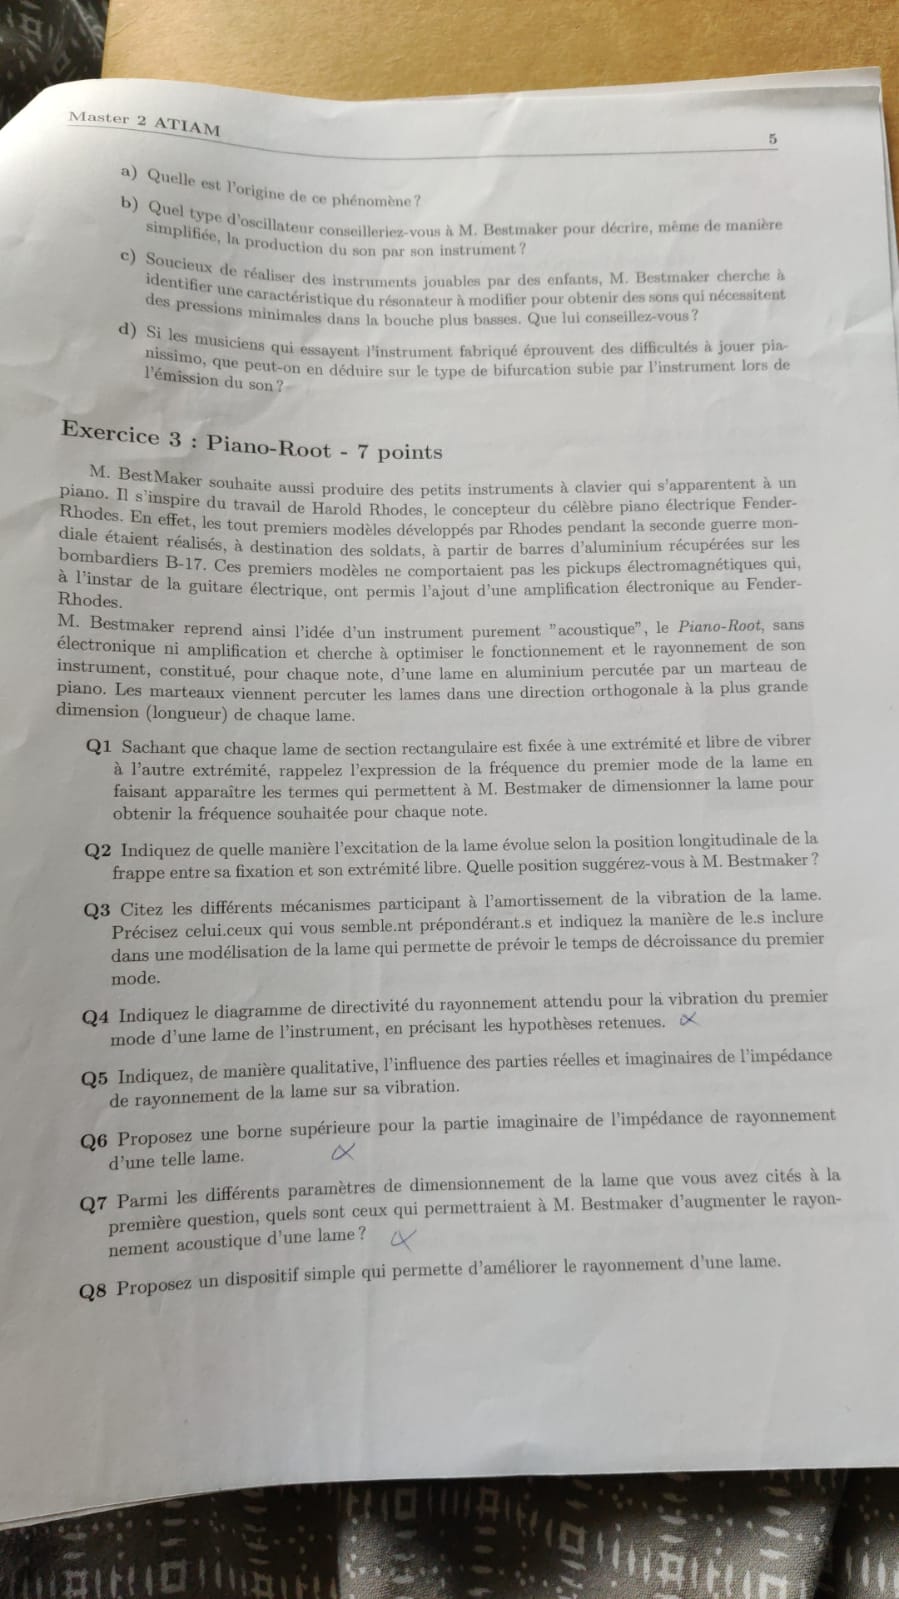 Master 2 ATIAM
5
a) Quelle est l'origine de ce phénomène ?
b) Quel type d'oscillateur conseilleriez-vous à M. Bestmaker pour décrire, même de manière
simplifiée, la production du son par son instrument ?
c) Soucieux de réaliser des instruments jouables par des enfants, M. Bestmaker cherche à
identifier une caractéristique du résonateur à modifier pour obtenir des sons qui nécessitent
des pressions minimales dans la bouche plus basses. Que lui conseillez-vous ?
d) Si les musiciens qui essayent l'instrument fabriqué éprouvent des difficultés à jouer pia-
nissimo, que peut-on en déduire sur le type de bifurcation subie par l'instrument lors de
l'émission du son ?
Exercice 3 : Piano-Root - 7 points
M. BestMaker souhaite aussi produire des petits instruments à clavier qui s'apparentent à un
piano. Il s'inspire du travail de Harold Rhodes, le concepteur du célèbre piano électrique Fender-
Rhodes. En effet, les tout premiers modèles développés par Rhodes pendant la seconde guerre mon-
diale étaient réalisés, à destination des soldats, à partir de barres d'aluminium récupérées sur les
bombardiers B-17. Ces premiers modèles ne comportaient pas les pickups électromagnétiques qui,
à l'instar de la guitare électrique, ont permis l'ajout d'une amplification électronique au Fender-
Rhodes.
M. Bestmaker reprend ainsi l'idée d'un instrument purement "acoustique", le Piano-Root, sans
électronique ni amplification et cherche à optimiser le fonctionnement et le rayonnement de son
instrument, constitué, pour chaque note, d'une lame en aluminium percutée par un marteau de
piano. Les marteaux viennent percuter les lames dans une direction orthogonale à la plus grande
dimension (longueur) de chaque lame.
Q1 Sachant que chaque lame de section rectangulaire est fixée à une extrémité et libre de vibrer
à l'autre extrémité, rappelez l'expression de la fréquence du premier mode de la lame en
faisant apparaître les termes qui permettent à M. Bestmaker de dimensionner la lame pour
obtenir la fréquence souhaitée pour chaque note.
Q2 Indiquez de quelle manière l'excitation de la lame évolue selon la position longitudinale de la
frappe entre sa fixation et son extrémité libre. Quelle position suggérez-vous à M. Bestmaker ?
Q3 Citez les différents mécanismes participant à l'amortissement de la vibration de la lame.
Précisez celui.ceux qui vous semble.nt prépondérant.s et indiquez la manière de le.s inclure
dans une modélisation de la lame qui permette de prévoir le temps de décroissance du premier
mode.
Q4 Indiquez le diagramme de directivité du rayonnement attendu pour la vibration du premier
mode d'une lame de l'instrument, en précisant les hypothèses retenues. α
Q5 Indiquez, de manière qualitative, l'influence des parties réelles et imaginaires de l'impédance
de rayonnement de la lame sur sa vibration.
Q6 Proposez une borne supérieure pour la partie imaginaire de l'impédance de rayonnement
d'une telle lame. α
Q7 Parmi les différents paramètres de dimensionnement de la lame que vous avez cités à la
première question, quels sont ceux qui permettraient à M. Bestmaker d'augmenter le rayon-
nement acoustique d'une lame ? α
Q8 Proposez un dispositif simple qui permette d'améliorer le rayonnement d'une lame.